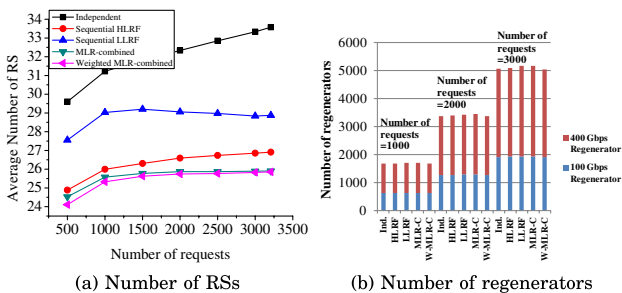 34
33
32
31
30
29
28
27
26
25
24
Average Number of RS
Independent
Sequential HLRF
Sequential LLRF
MLR-combined
Weighted MLR-combined
500 1000 1500 2000 2500 3000 3500
Number of requests
(a) Number of RSs
6000
5000
4000
3000
2000
1000
0
Number of regenerators
Number of
requests
=1000
Number of
requests
=2000
Number of
requests
=3000
400 Gbps
Regenerator
100 Gbps
Regenerator
Ind.
HLRF
LLRF
MLR-C
W-MLR-C
Ind.
HLRF
LLRF
MLR-C
W-MLR-C
Ind.
HLRF
LLRF
MLR-C
W-MLR-C
(b) Number of regenerators